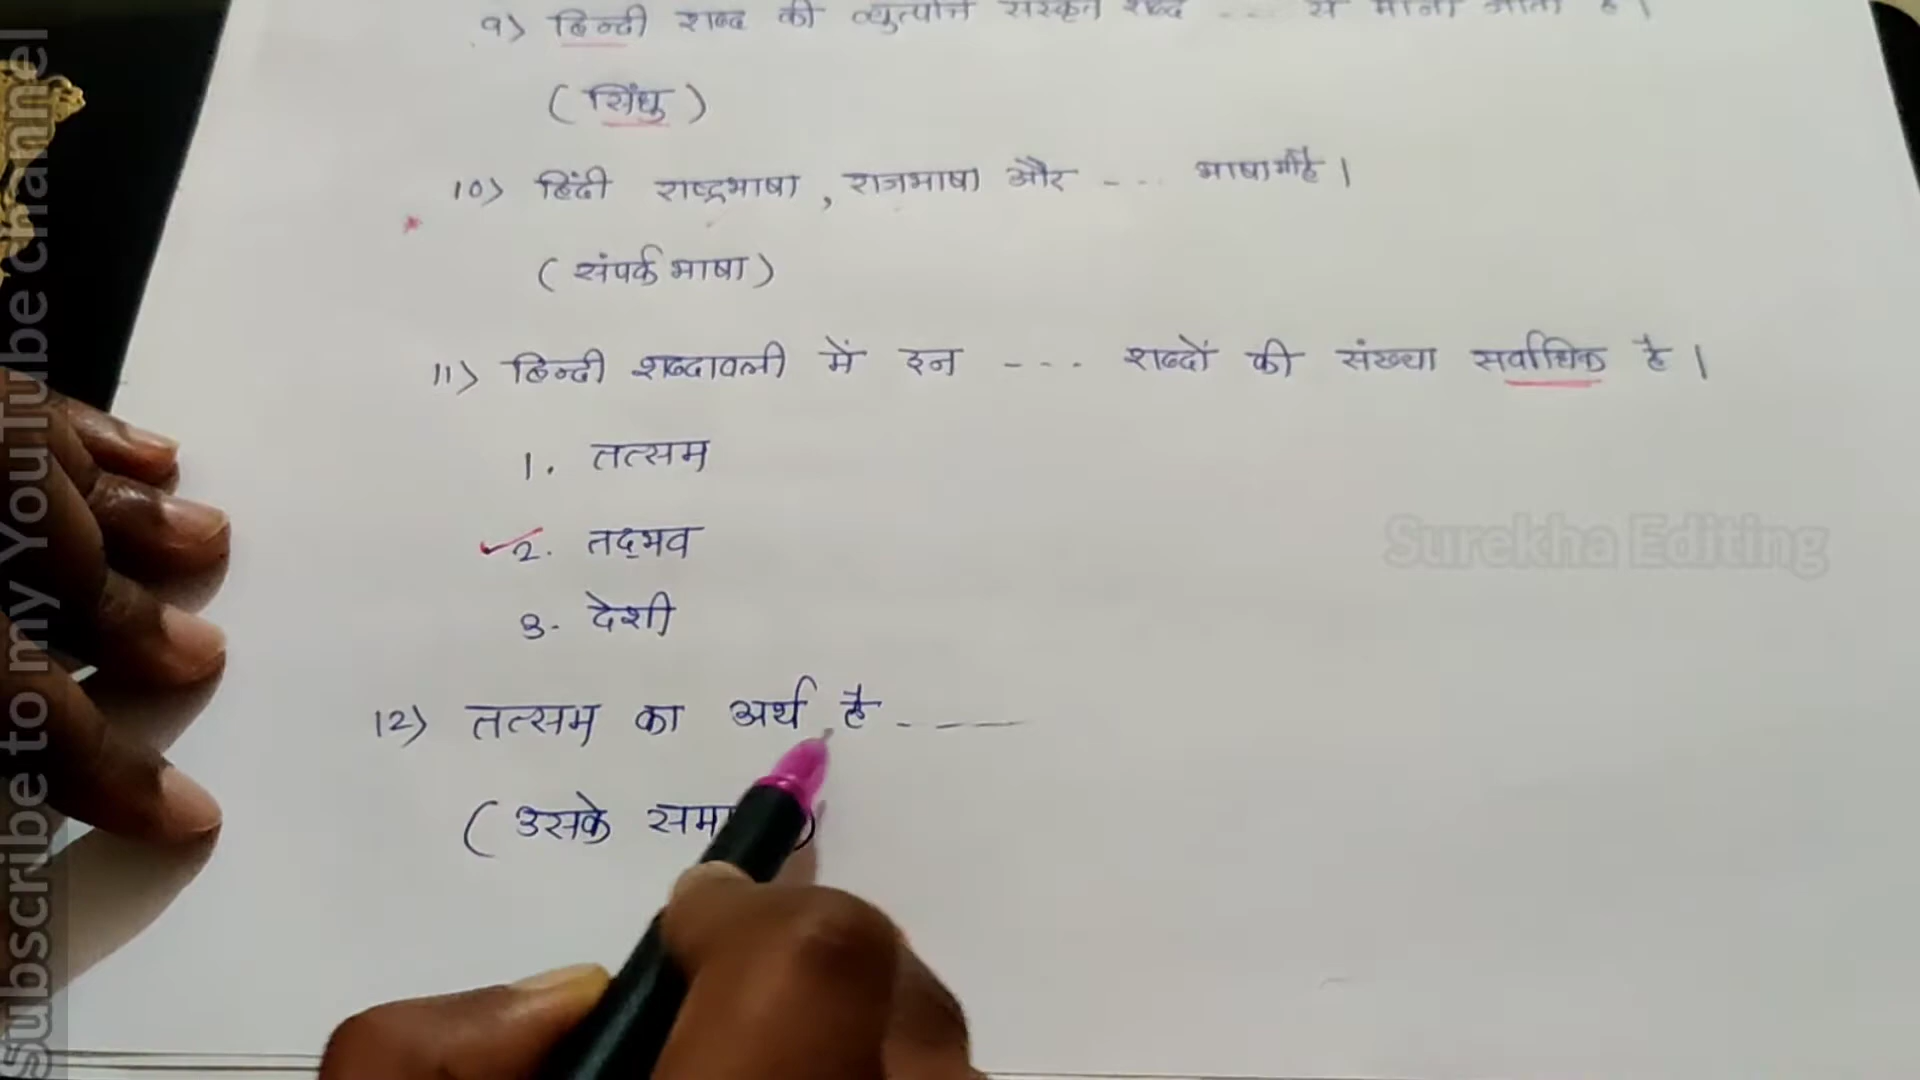 9) हिन्दी शब्द की व्युत्पत्ति संस्कृत शब्द --- से मानी जाती है।
(सिंधु)
10) हिंदी राष्ट्रभाषा, राजभाषा और --- भाषा भी है।
(संपर्क भाषा)
11) हिन्दी शब्दावली में इन --- शब्दों की संख्या सर्वाधिक है।
1. तत्सम
2. तद्भव
3. देशी
12) तत्सम का अर्थ है ----
(उसके
Subscribe to my YouTube channel
Surekha Editing